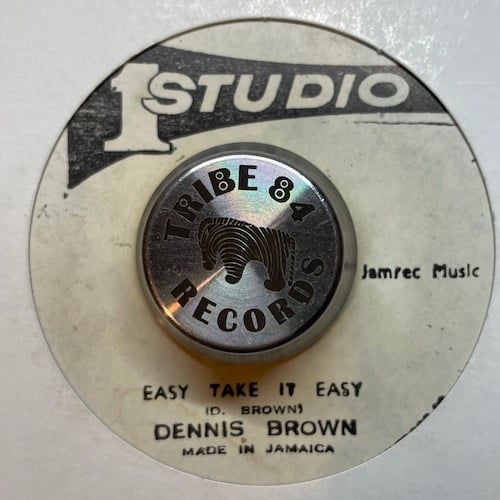 1 STUDIO
TRIBE 84
RECORDS
Jamrec Music
EASY TAKE IT EASY
(D. BROWN)
DENNIS BROWN
MADE IN JAMAICA